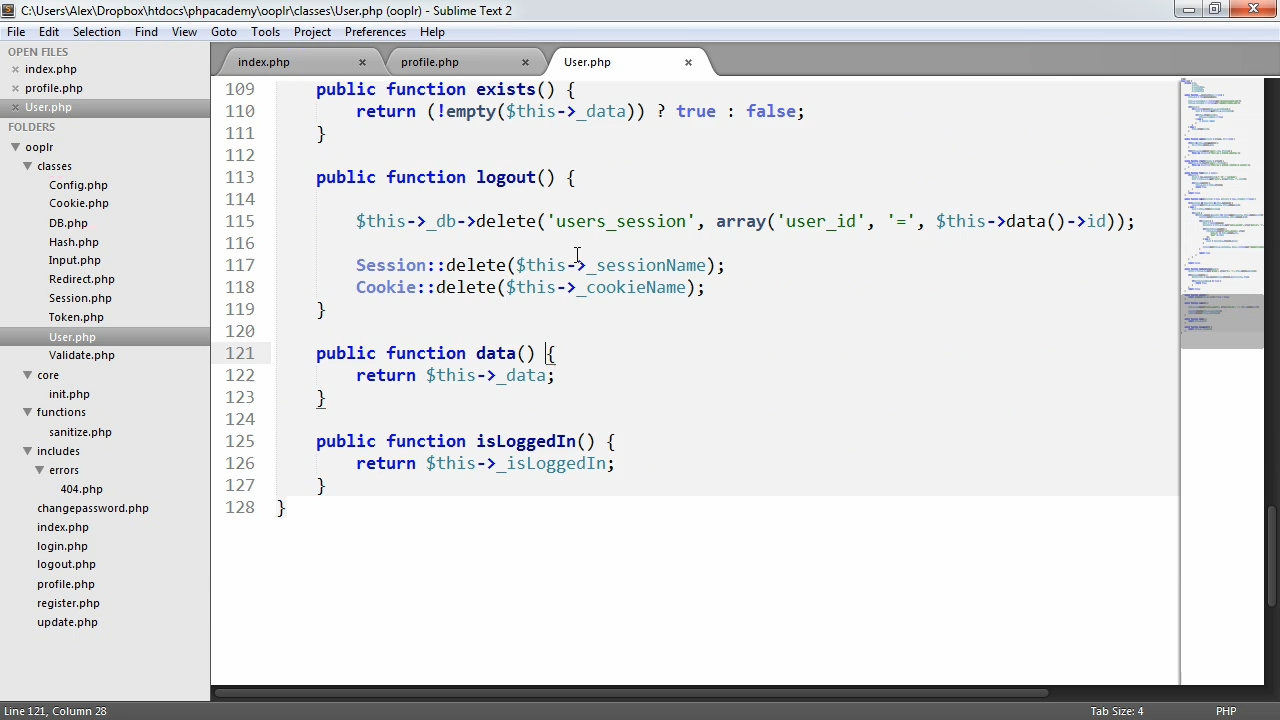 C:\Users\Alex\Dropbox\htdocs\phpacademy\ooplr\classes\User.php (ooplr) - Sublime Text 2
File Edit Selection Find View Goto Tools Project Preferences Help
OPEN FILES
index.php
profile.php
User.php
FOLDERS
ooplr
classes
Config.php
Cookie.php
DB.php
Hash.php
Input.php
Redirect.php
Session.php
Token.php
User.php
Validate.php
core
init.php
functions
sanitize.php
includes
errors
404.php
changepassword.php
index.php
login.php
logout.php
profile.php
register.php
update.php
index.php profile.php User.php
109 public function exists() {
110 return (!empty($this->_data)) ? true : false;
111 }
112
113 public function logout() {
114
115 $this->_db->delete('users_session', array('user_id', '=', $this->data()->id));
116
117 Session::delete($this->_sessionName);
118 Cookie::delete($this->_cookieName);
119 }
120
121 public function data() {
122 return $this->_data;
123 }
124
125 public function isLoggedIn() {
126 return $this->_isLoggedIn;
127 }
128 }
Line 121, Column 28 Tab Size: 4 PHP